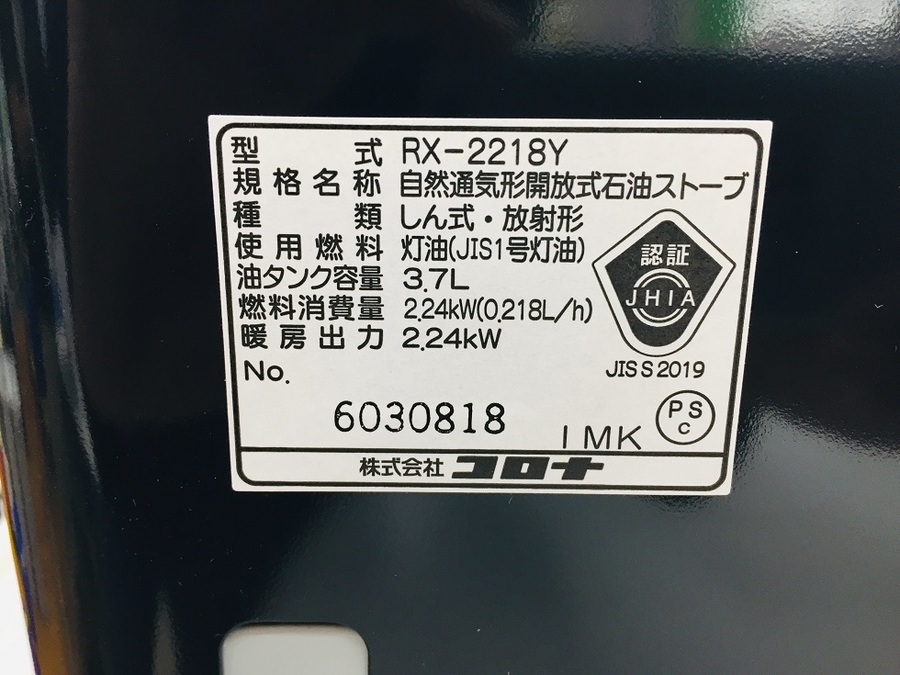 型式 RX-2218Y
規格名称 自然通気形開放式石油ストーブ
種類 しん式・放射形
使用燃料 灯油(JIS1号灯油)
油タンク容量 3.7L
燃料消費量 2.24kW(0.218L/h)
暖房出力 2.24kW
認証
JHIA
JIS S 2019
No.
6030818
IMK
PS
C
株式会社 コロナ